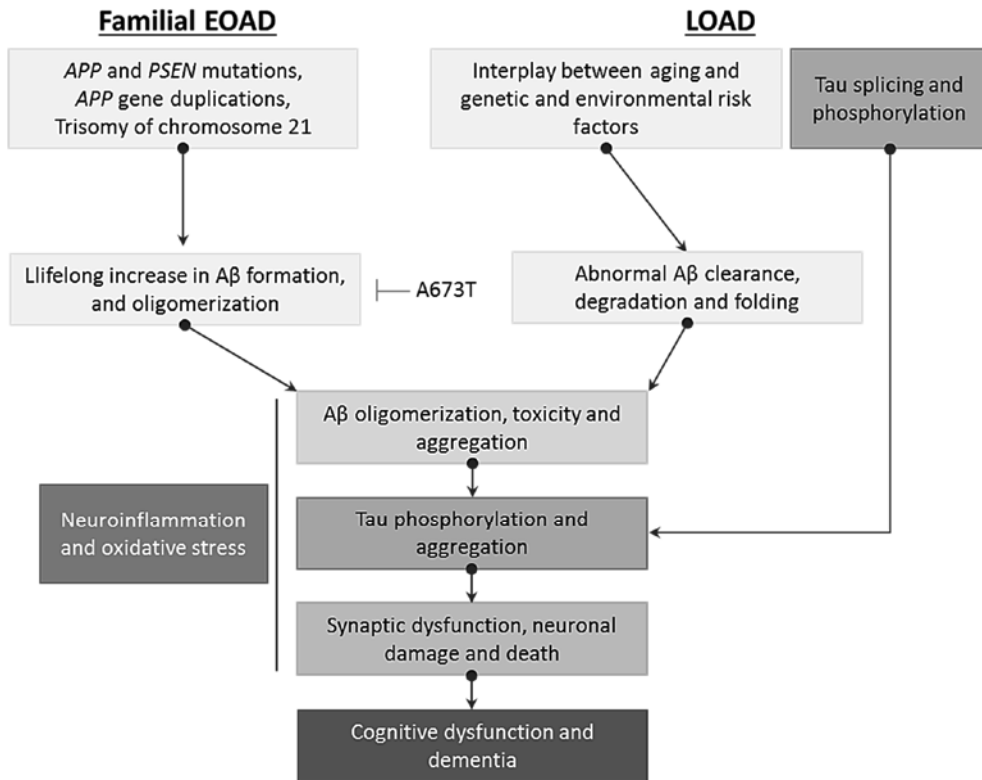 Familial EOAD
LOAD
APP and PSEN mutations,
APP gene duplications,
Trisomy of chromosome 21
Interplay between aging and
genetic and environmental risk
factors
Tau splicing and
phosphorylation
Llifelong increase in Aβ formation,
and oligomerization
A673T
Abnormal Aβ clearance,
degradation and folding
Aβ oligomerization, toxicity and
aggregation
Neuroinflammation
and oxidative stress
Tau phosphorylation and
aggregation
Synaptic dysfunction, neuronal
damage and death
Cognitive dysfunction and
dementia